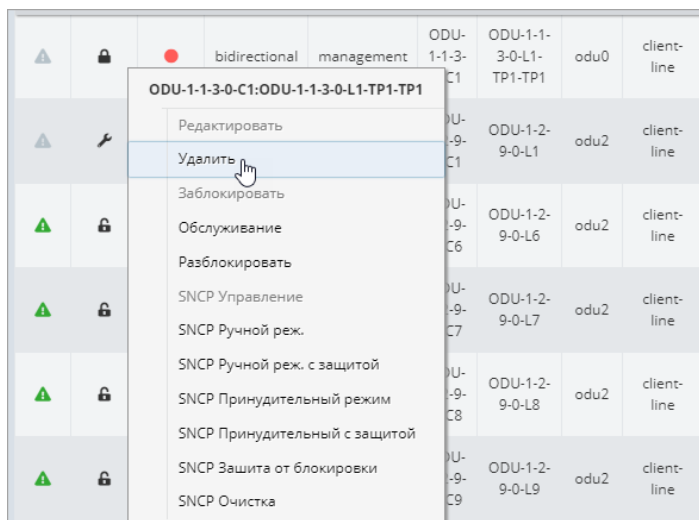 bidirectional management ODU-1-1-3-C1 ODU-1-1-3-0-L1-TP1-TP1 odu0 client-line
ODU-1-1-3-0-C1:ODU-1-1-3-0-L1-TP1-TP1
Редактировать
Удалить
Заблокировать
Обслуживание
Разблокировать
SNCP Управление
SNCP Ручной реж.
SNCP Ручной реж. с защитой
SNCP Принудительный режим
SNCP Принудительный с защитой
SNCP Зашита от блокировки
SNCP Очистка
ODU-1-2-9-0-L1 odu2 client-line
ODU-1-2-9-0-L6 odu2 client-line
ODU-1-2-9-0-L7 odu2 client-line
ODU-1-2-9-0-L8 odu2 client-line
ODU-1-2-9-0-L9 odu2 client-line